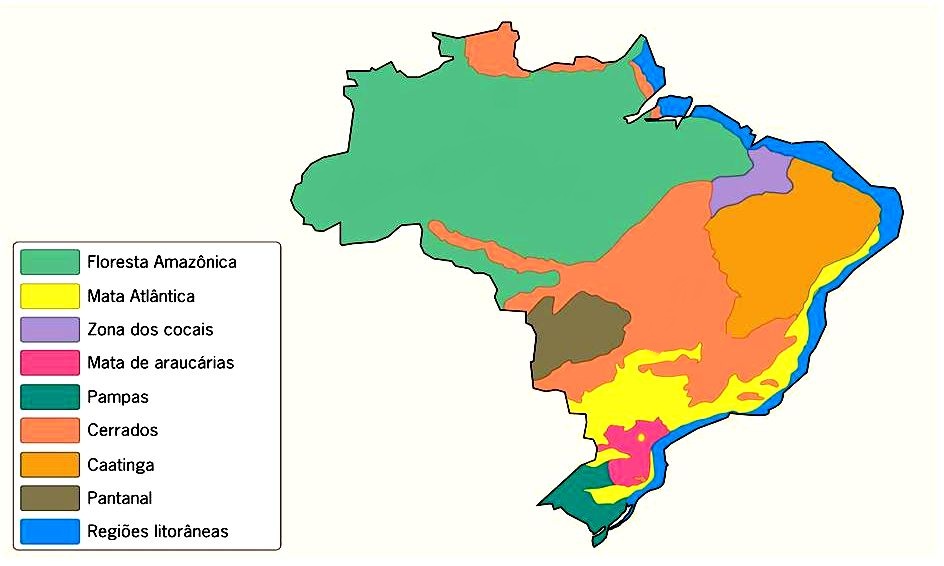 Floresta Amazônica
Mata Atlântica
Zona dos cocais
Mata de araucárias
Pampas
Cerrados
Caatinga
Pantanal
Regiões litorâneas